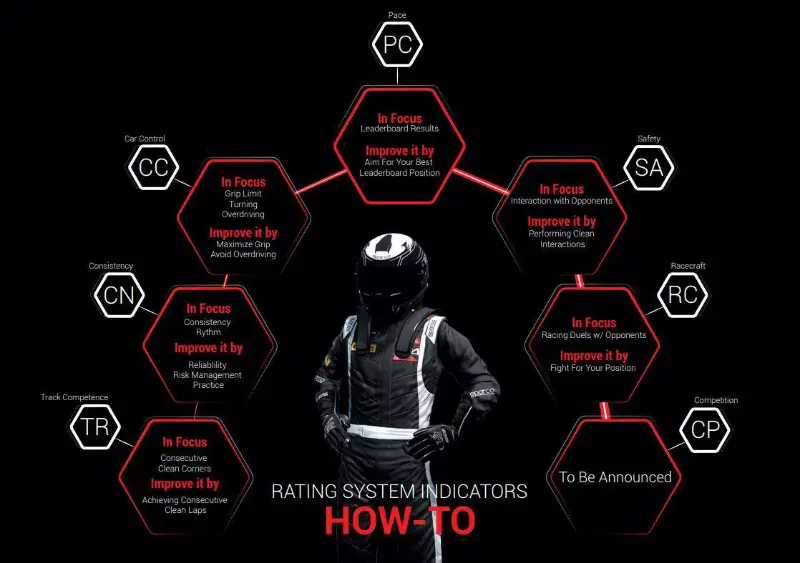 Pace
PC
In Focus
Leaderboard Results
Improve it by
Aim For Your Best
Leaderboard Position
Car Control
CC
In Focus
Grip Limit
Turning
Overdriving
Improve it by
Maximize Grip
Avoid Overdriving
Safety
SA
In Focus
Interaction with Opponents
Improve it by
Performing Clean
Interactions
Consistency
CN
In Focus
Consistency
Rythm
Improve it by
Reliablility
Risk Management
Practice
Racecraft
RC
In Focus
Racing Duels w/ Opponents
Improve it by
Fight For Your Position
Track Competence
TR
In Focus
Consecutive
Clean Corners
Improve it by
Achieving Consecutive
Clean Laps
Competition
CP
To Be Announced
sparco
RATING SYSTEM INDICATORS
HOW-TO